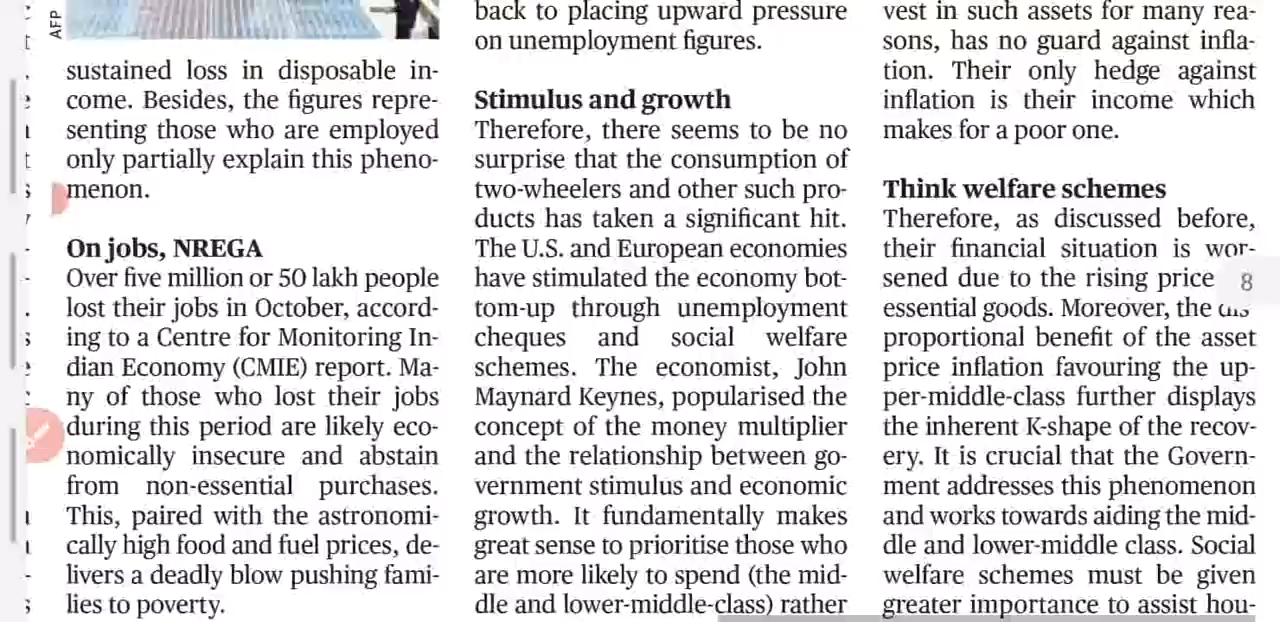 AFP
sustained loss in disposable in-
come. Besides, the figures repre-
senting those who are employed
only partially explain this pheno-
menon.
On jobs, NREGA
Over five million or 50 lakh people
lost their jobs in October, accord-
ing to a Centre for Monitoring In-
dian Economy (CMIE) report. Ma-
ny of those who lost their jobs
during this period are likely eco-
nomically insecure and abstain
from non-essential purchases.
This, paired with the astronomi-
cally high food and fuel prices, de-
livers a deadly blow pushing fami-
lies to poverty.
back to placing upward pressure
on unemployment figures.
Stimulus and growth
Therefore, there seems to be no
surprise that the consumption of
two-wheelers and other such pro-
ducts has taken a significant hit.
The U.S. and European economies
have stimulated the economy bot-
tom-up through unemployment
cheques and social welfare
schemes. The economist, John
Maynard Keynes, popularised the
concept of the money multiplier
and the relationship between go-
vernment stimulus and economic
growth. It fundamentally makes
great sense to prioritise those who
are more likely to spend (the mid-
dle and lower-middle-class) rather
vest in such assets for many rea-
sons, has no guard against infla-
tion. Their only hedge against
inflation is their income which
makes for a poor one.
Think welfare schemes
Therefore, as discussed before,
their financial situation is wor-
sened due to the rising price
essential goods. Moreover, the
proportional benefit of the asset
price inflation favouring the up-
per-middle-class further displays
the inherent K-shape of the recov-
ery. It is crucial that the Govern-
ment addresses this phenomenon
and works towards aiding the mid-
dle and lower-middle class. Social
welfare schemes must be given
greater importance to assist hou-
8